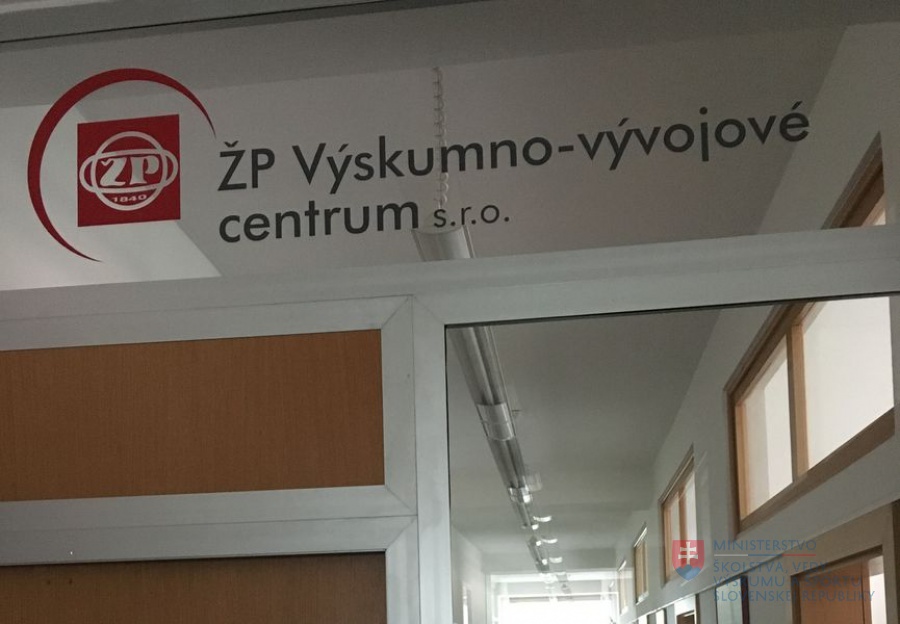 ŽP
1840
ŽP Výskumno-vývojové
centrum s.r.o.
MINISTERSTVO
ŠKOLSTVA, VEDY,
VÝSKUMU A ŠPORTU
SLOVENSKEJ REPUBLIKY